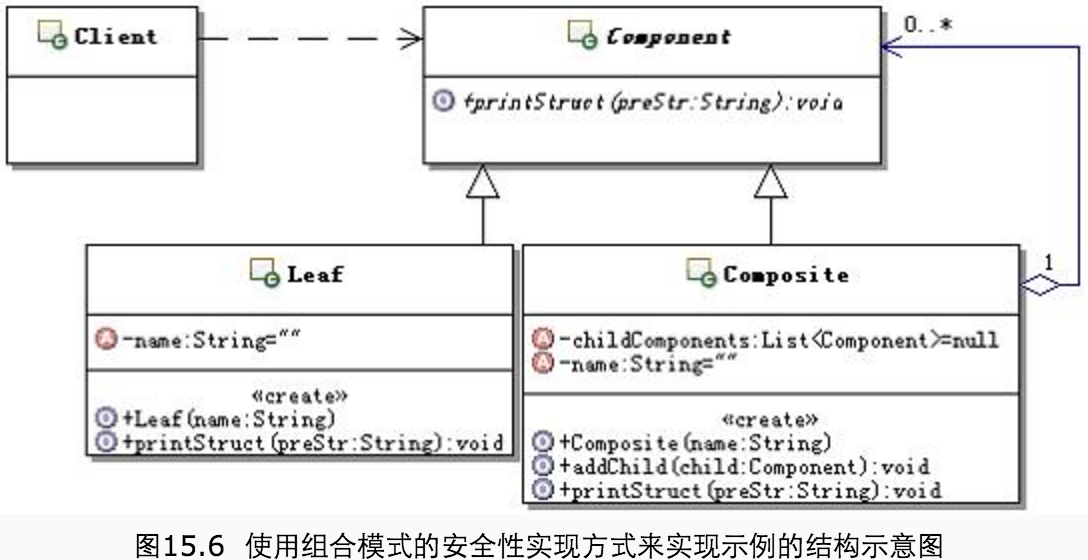 Client
Component
0..*
+printStruct(preStr:String):void
Leaf
-name:String=""
«create»
+Leaf(name:String)
+printStruct(preStr:String):void
Composite
1
-childComponents:List<Component>=null
-name:String=""
«create»
+Composite(name:String)
+addChild(child:Component):void
+printStruct(preStr:String):void
图15.6 使用组合模式的安全性实现方式来实现示例的结构示意图